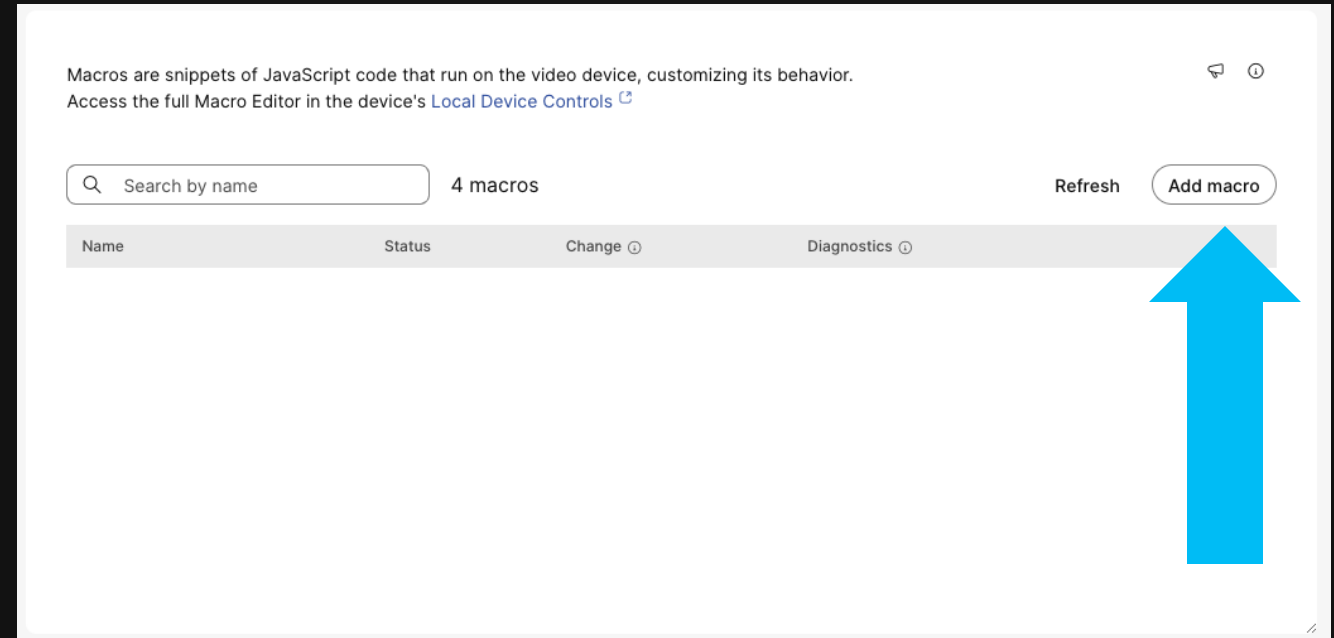 Macros are snippets of JavaScript code that run on the video device, customizing its behavior.
Access the full Macro Editor in the device's Local Device Controls
Search by name
4 macros
Refresh
Add macro
Name
Status
Change
Diagnostics